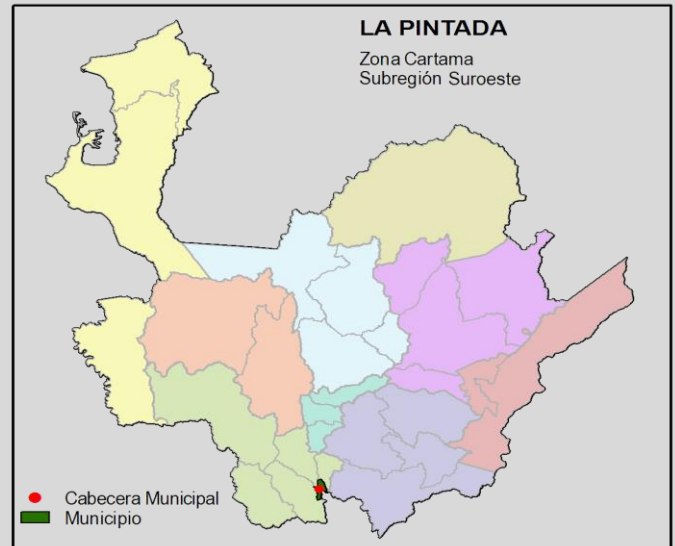 LA PINTADA
Zona Cartama
Subregión Suroeste
Cabecera Municipal
Municipio